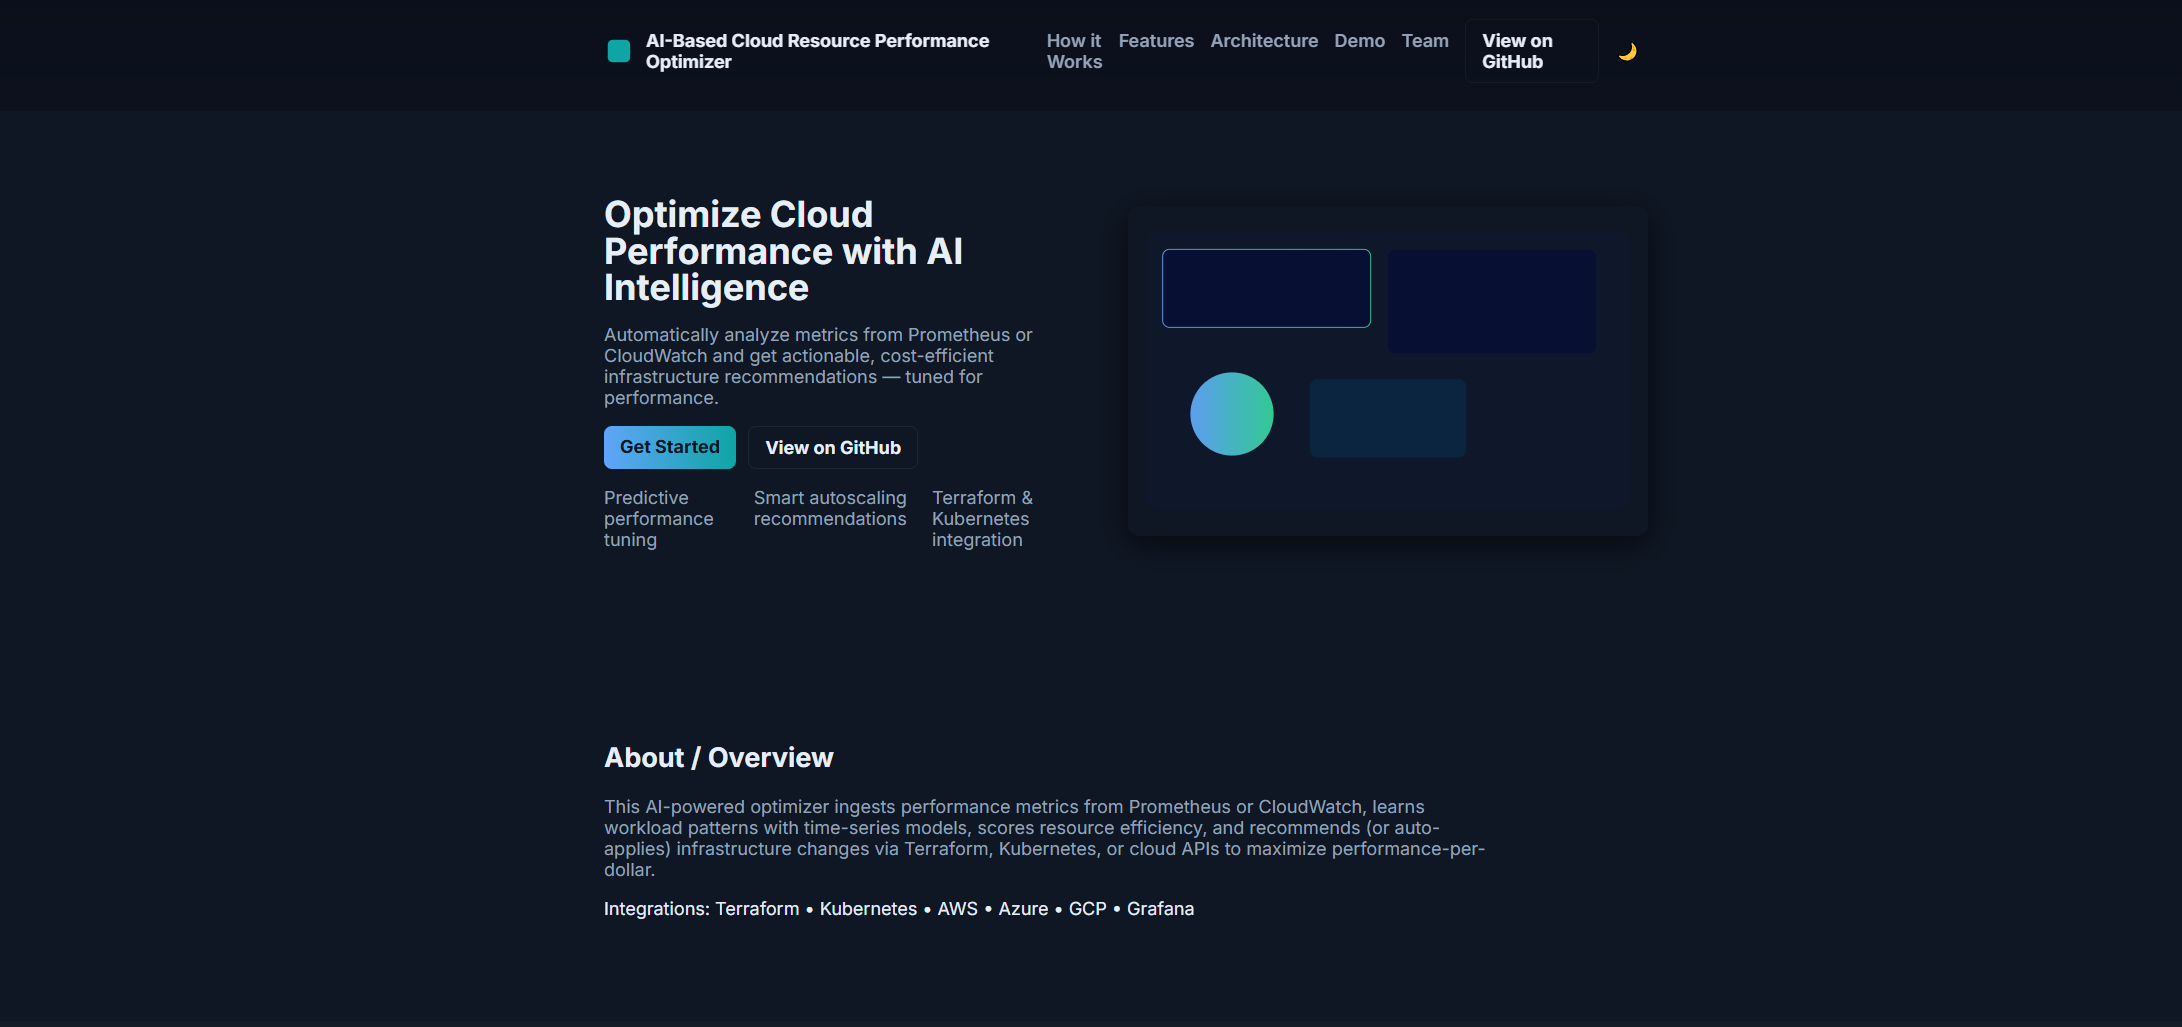 AI-Based Cloud Resource Performance
Optimizer
How it
Works
Features
Architecture
Demo
Team
View on
GitHub
Optimize Cloud
Performance with AI
Intelligence
Automatically analyze metrics from Prometheus or
CloudWatch and get actionable, cost-efficient
infrastructure recommendations — tuned for
performance.
Get Started
View on GitHub
Predictive
performance
tuning
Smart autoscaling
recommendations
Terraform &
Kubernetes
integration
About / Overview
This AI-powered optimizer ingests performance metrics from Prometheus or CloudWatch, learns
workload patterns with time-series models, scores resource efficiency, and recommends (or auto-
applies) infrastructure changes via Terraform, Kubernetes, or cloud APIs to maximize performance-per-
dollar.
Integrations: Terraform • Kubernetes • AWS • Azure • GCP • Grafana